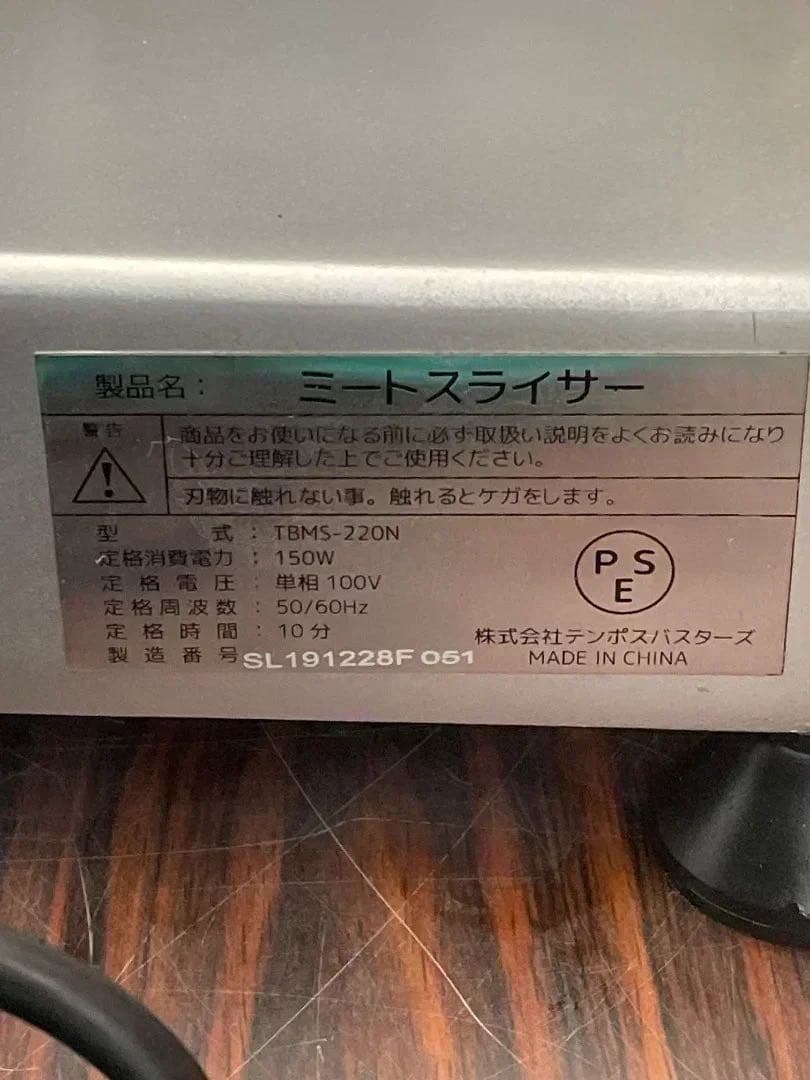 製品名： ミートスライサー
警告
商品をお使いになる前に必ず取扱い説明をよくお読みになり
十分ご理解した上でご使用ください。
刃物に触れない事。触れるとケガをします。
型式：TBMS-220N
定格消費電力：150W
定格電圧：単相100V
定格周波数：50/60Hz
定格時間：10分
製造番号 SL191228F 051
PSE
株式会社テンポスバスターズ
MADE IN CHINA